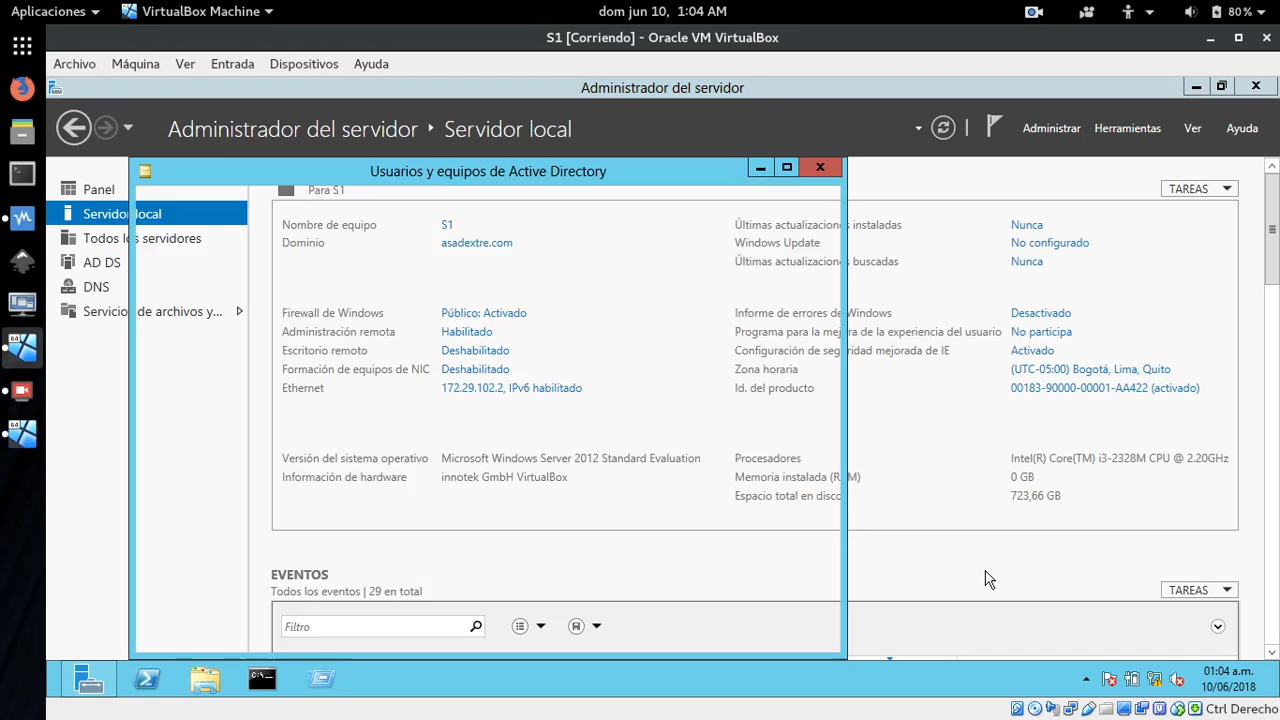 Aplicaciones
VirtualBox Machine
dom jun 10, 1:04 AM
80%
S1 [Corriendo] - Oracle VM VirtualBox
Archivo Máquina Ver Entrada Dispositivos Ayuda
Administrador del servidor
Administrador del servidor Servidor local
Administrar Herramientas Ver Ayuda
Usuarios y equipos de Active Directory
Panel
Servidor local
Todos los servidores
AD DS
DNS
Servicios de archivos y...
Para S1
TAREAS
Nombre de equipo S1
Dominio asadextre.com
Últimas actualizaciones instaladas Nunca
Windows Update No configurado
Últimas actualizaciones buscadas Nunca
Firewall de Windows Público: Activado
Administración remota Habilitado
Escritorio remoto Deshabilitado
Formación de equipos de NIC Deshabilitado
Ethernet 172.29.102.2, IPv6 habilitado
Informe de errores de Windows Desactivado
Programa para la mejora de la experiencia del usuario No participa
Configuración de seguridad mejorada de IE Activado
Zona horaria (UTC-05:00) Bogotá, Lima, Quito
Id. del producto 00183-90000-00001-AA422 (activado)
Versión del sistema operativo Microsoft Windows Server 2012 Standard Evaluation
Información de hardware innotek GmbH VirtualBox
Procesadores Intel(R) Core(TM) i3-2328M CPU @ 2.20GHz
Memoria instalada (RAM) 0 GB
Espacio total en disco 723,66 GB
EVENTOS
Todos los eventos | 29 en total
TAREAS
Filtro
01:04 a.m.
10/06/2018
Ctrl Derecho